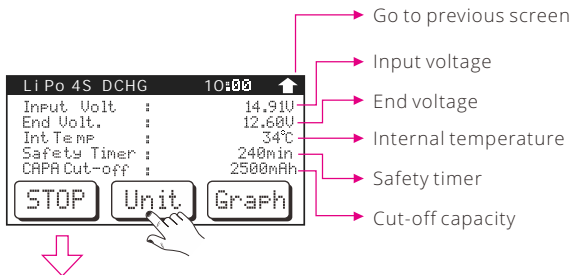 Go to previous screen
Input voltage
LiPo 4S DCHG 10:00
End voltage
Input Volt : 14.91V
End Volt. : 12.60V
Int Temp : 34℃
Internal temperature
Safety Timer : 240min
CAPA Cut-off : 2500mAh
Safety timer
STOP Unit Graph
Cut-off capacity